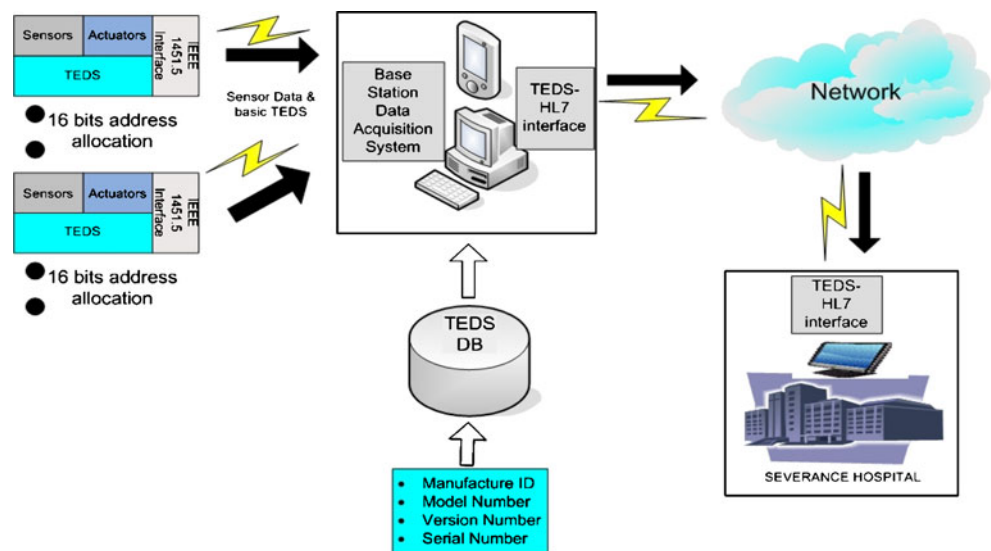 Sensors
Actuators
IEEE
1451.5
Interface
TEDS
16 bits address
allocation
Sensor Data &
basic TEDS
Sensors
Actuators
IEEE
1451.5
Interface
TEDS
16 bits address
allocation
Base
Station
Data
Acquisition
System
TEDS-
HL7
interface
Network
TEDS
DB
• Manufacture ID
• Model Number
• Version Number
• Serial Number
TEDS-
HL7
interface
SEVERANCE HOSPITAL